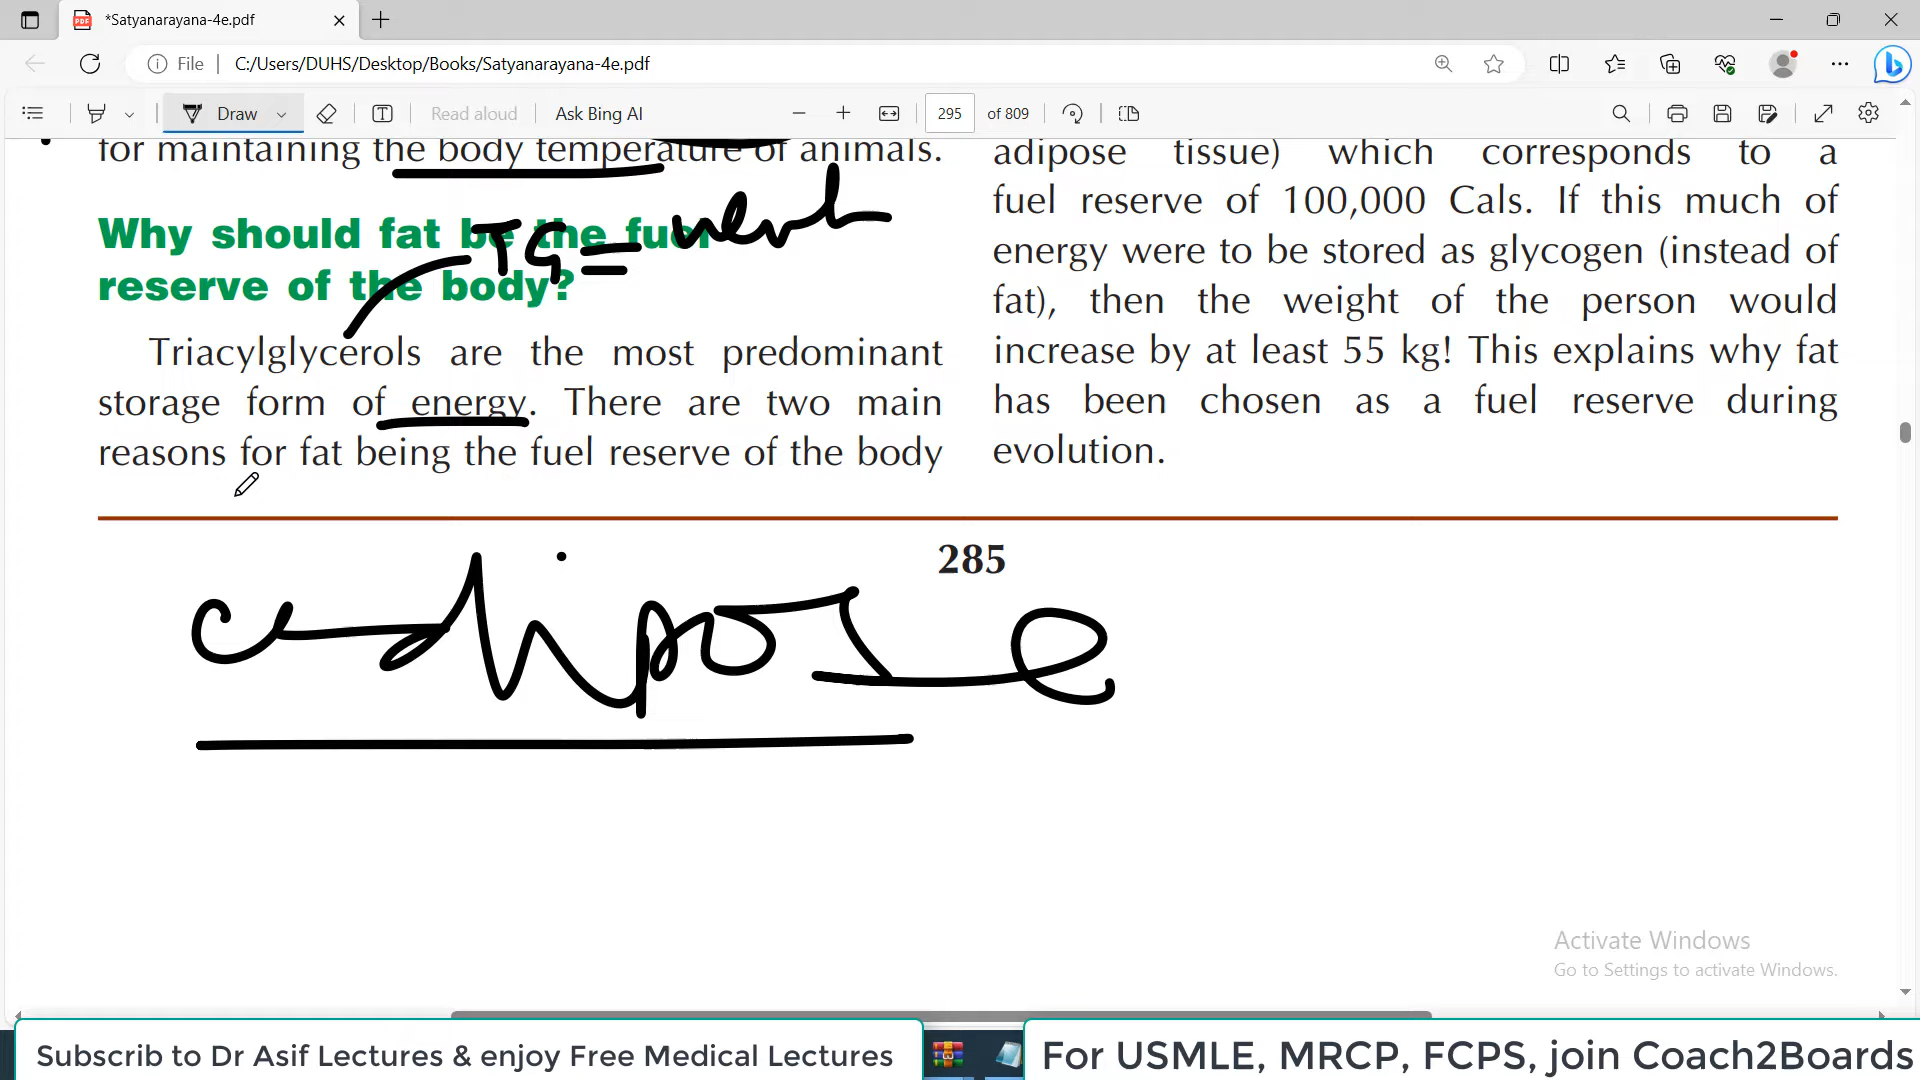 *Satyanarayana-4e.pdf
File
C:/Users/DUHS/Desktop/Books/Satyanarayana-4e.pdf
Draw
Read aloud
Ask Bing AI
295 of 809
for maintaining the body temperature of animals.
Why should fat be the fuel
reserve of the body?
TG =
Triacylglycerols are the most predominant
storage form of energy. There are two main
reasons for fat being the fuel reserve of the body
adipose tissue) which corresponds to a
fuel reserve of 100,000 Cals. If this much of
energy were to be stored as glycogen (instead of
fat), then the weight of the person would
increase by at least 55 kg! This explains why fat
has been chosen as a fuel reserve during
evolution.
285
adipose
Activate Windows
Go to Settings to activate Windows.
Subscrib to Dr Asif Lectures & enjoy Free Medical Lectures
For USMLE, MRCP, FCPS, join Coach2Boards